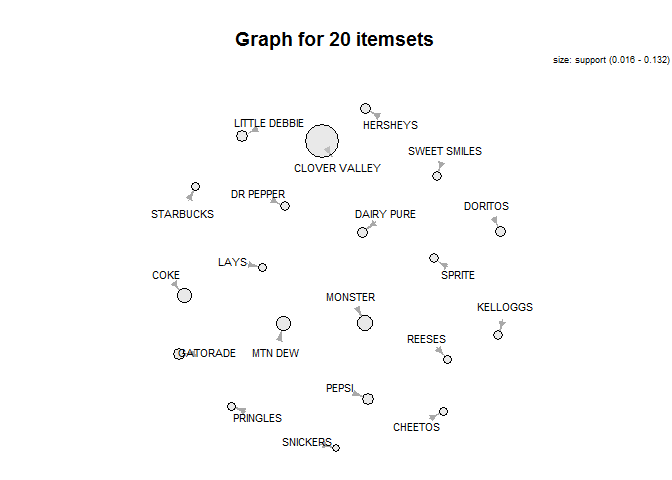 Graph for 20 itemsets
size: support (0.016 - 0.132)
LITTLE DEBBIE
HERSHEYS
SWEET SMILES
CLOVER VALLEY
DR PEPPER
STARBUCKS
DAIRY PURE
DORITOS
LAYS
COKE
SPRITE
MONSTER
KELLOGGS
REESES
GATORADE
MTN DEW
PEPSI
PRINGLES
CHEETOS
SNICKERS